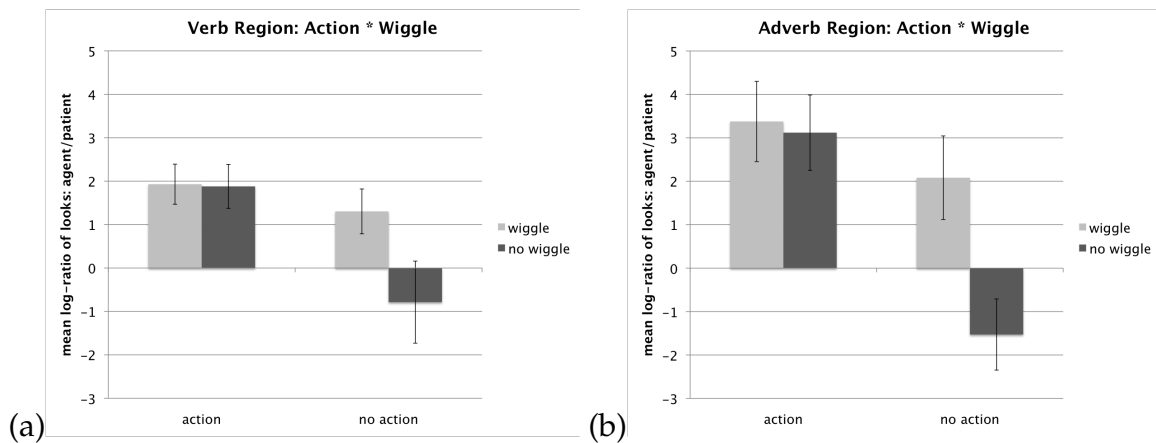 Verb Region: Action * Wiggle
mean log-ratio of looks: agent/patient
5
4
3
2
1
0
-1
-2
-3
action
no action
wiggle
no wiggle
(a)
Adverb Region: Action * Wiggle
mean log-ratio of looks: agent/patient
5
4
3
2
1
0
-1
-2
-3
action
no action
wiggle
no wiggle
(b)